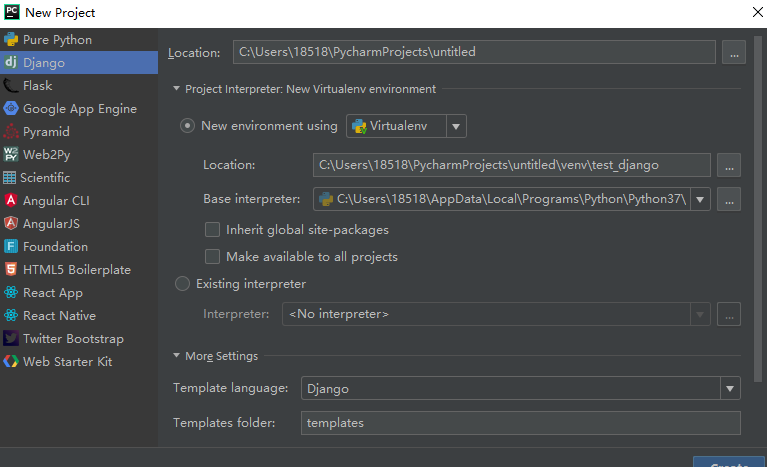 PC New Project
Pure Python
dj Django
Flask
Google App Engine
Pyramid
Web2Py
Scientific
Angular CLI
AngularJS
Foundation
HTML5 Boilerplate
React App
React Native
Twitter Bootstrap
Web Starter Kit
Location: C:\Users\18518\PycharmProjects\untitled ...
Project Interpreter: New Virtualenv environment
New environment using Virtualenv
Location: C:\Users\18518\PycharmProjects\untitled\venv\test_django ...
Base interpreter: C:\Users\18518\AppData\Local\Programs\Python\Python37\ ...
Inherit global site-packages
Make available to all projects
Existing interpreter
Interpreter: <No interpreter> ...
More Settings
Template language: Django
Templates folder: templates
Create